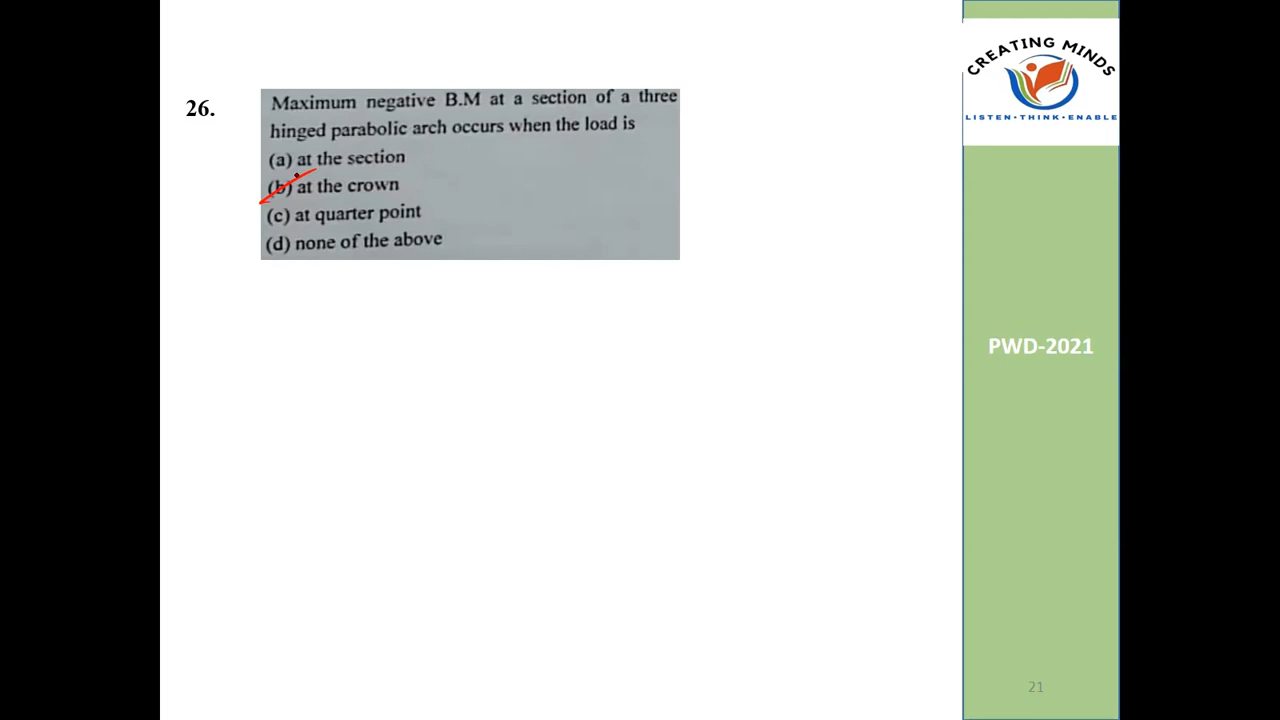 CREATING MINDS
LISTEN • THINK • ENABLE
26.
Maximum negative B.M at a section of a three
hinged parabolic arch occurs when the load is
(a) at the section
(b) at the crown
(c) at quarter point
(d) none of the above
PWD-2021
21